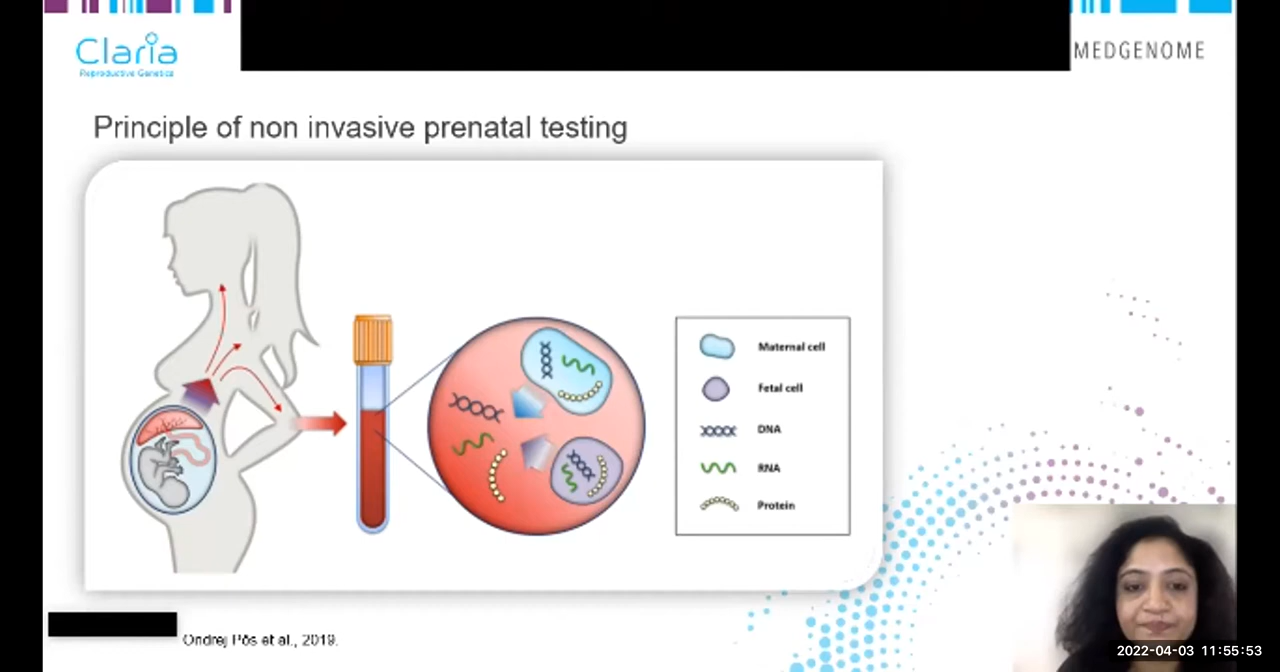 Claria
Reproductive Genetics
MEDGENOME
Principle of non invasive prenatal testing
Maternal cell
Fetal cell
DNA
RNA
Protein
Ondrej Pös et al., 2019.
2022-04-03 11:55:53